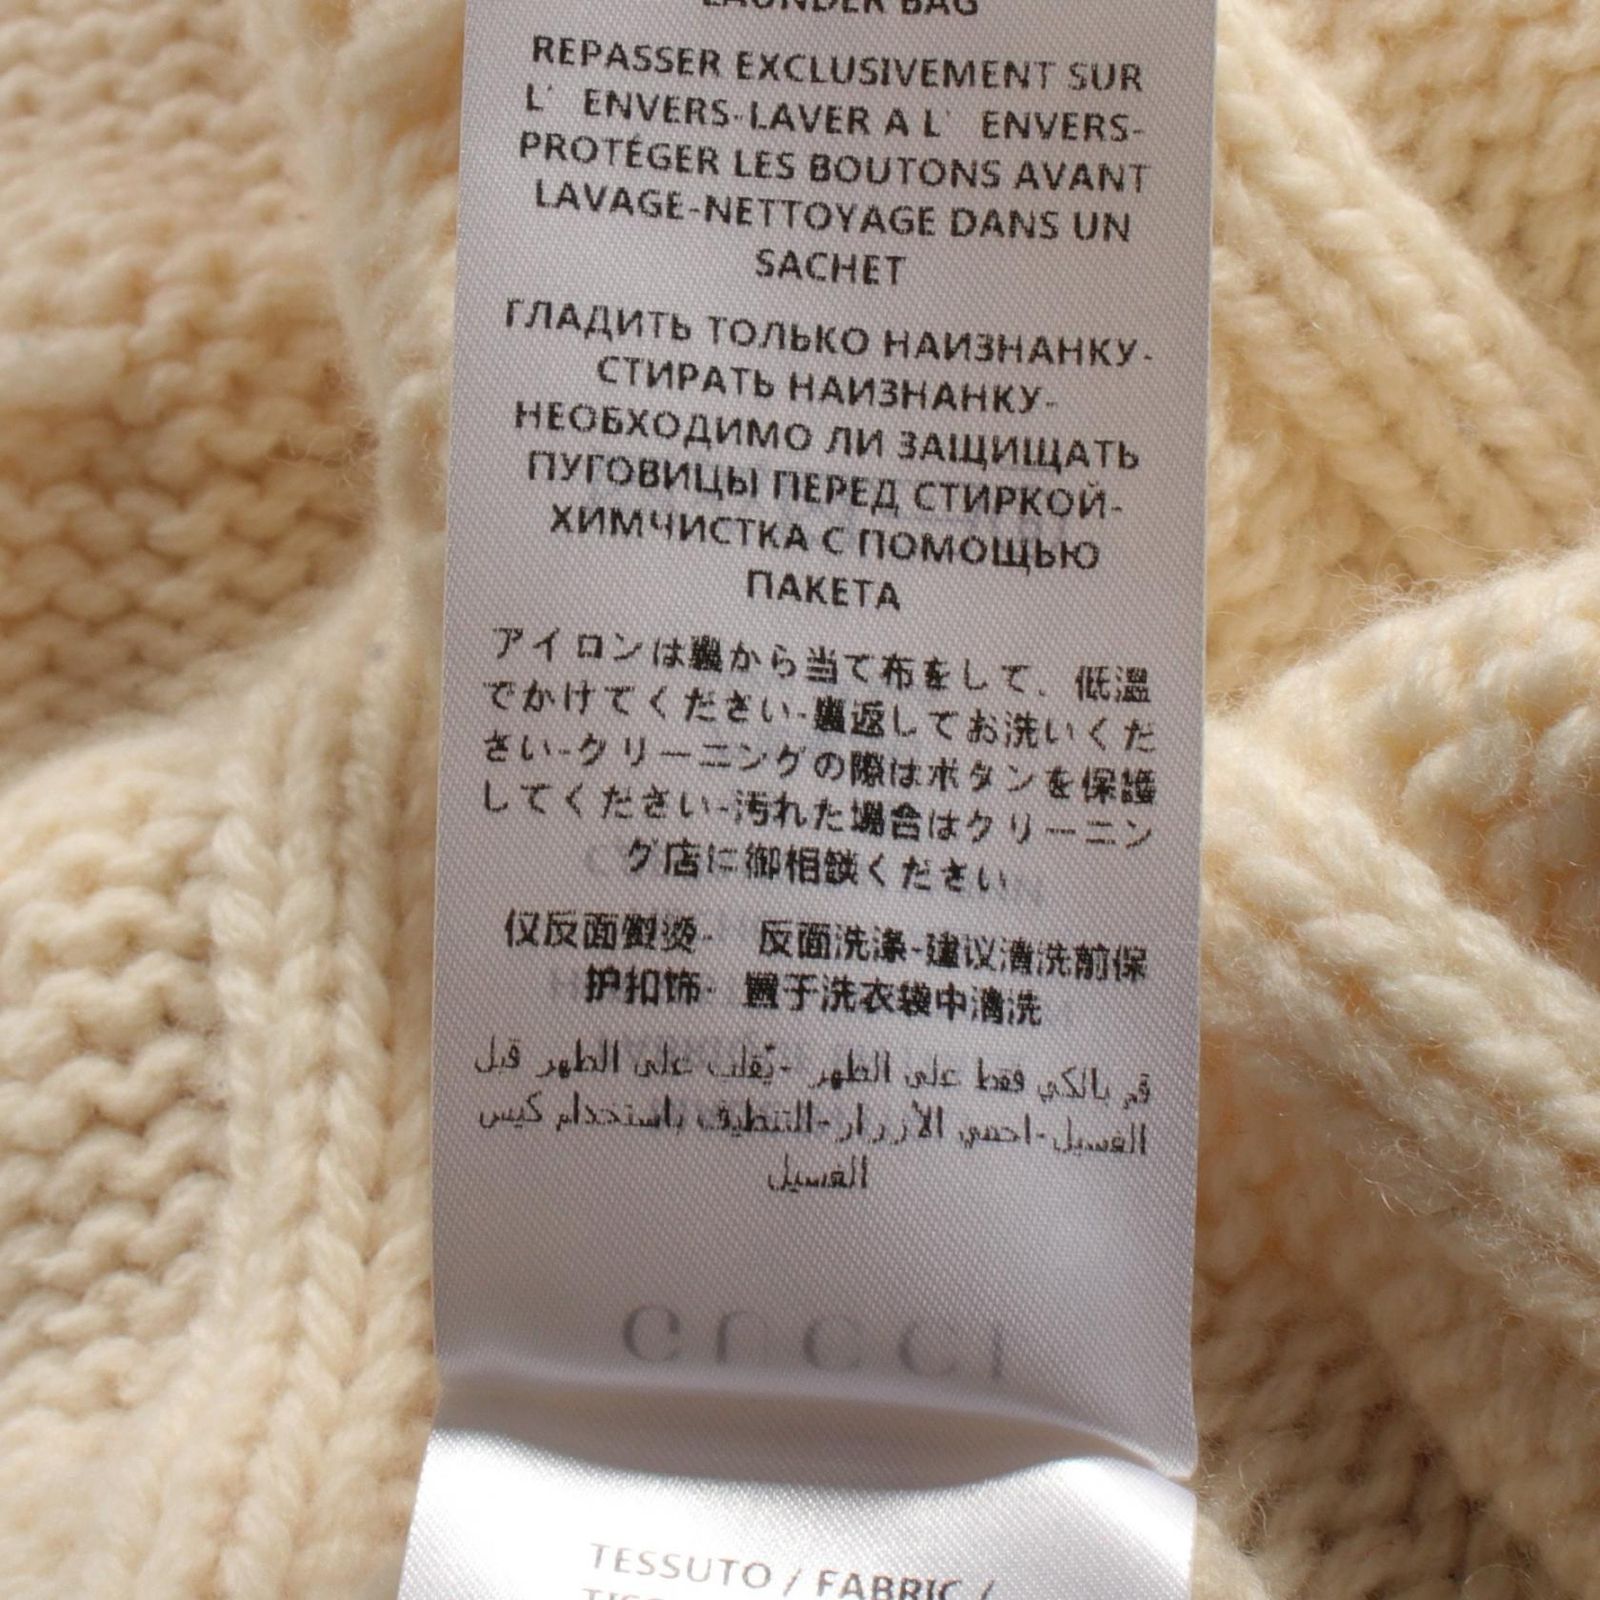 LAUNDER BAG
REPASSER EXCLUSIVEMENT SUR
L' ENVERS-LAVER A L' ENVERS-
PROTÉGER LES BOUTONS AVANT
LAVAGE-NETTOYAGE DANS UN
SACHET
ГЛАДИТЬ ТОЛЬКО НАИЗНАНКУ-
СТИРАТЬ НАИЗНАНКУ-
НЕОБХОДИМО ЛИ ЗАЩИЩАТЬ
ПУГОВИЦЫ ПЕРЕД СТИРКОЙ-
ХИМЧИСТКА С ПОМОЩЬЮ
ПАКЕТА
アイロンは裏から当て布をして、低温
でかけてください-裏返してお洗いくだ
さい-クリーニングの際はボタンを保護
してください-汚れた場合はクリーニン
グ店に御相談ください
仅反面熨烫- 反面洗涤-建议清洗前保
护扣饰- 置于洗衣袋中清洗
قم بالكي فقط على الظهر -يُقلب على الظهر قبل
الغسيل-احمي الأزرار-التنظيف باستخدام كيس
الغسيل
GUCCI
TESSUTO / FABRIC /